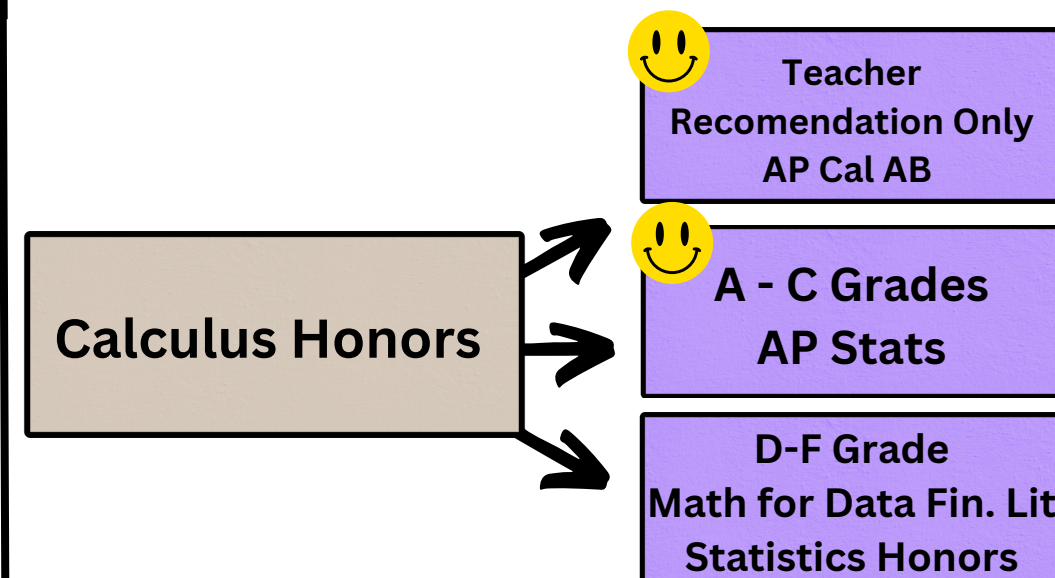 Calculus Honors
Teacher
Recomendation Only
AP Cal AB
A - C Grades
AP Stats
D-F Grade
Math for Data Fin. Lit
Statistics Honors